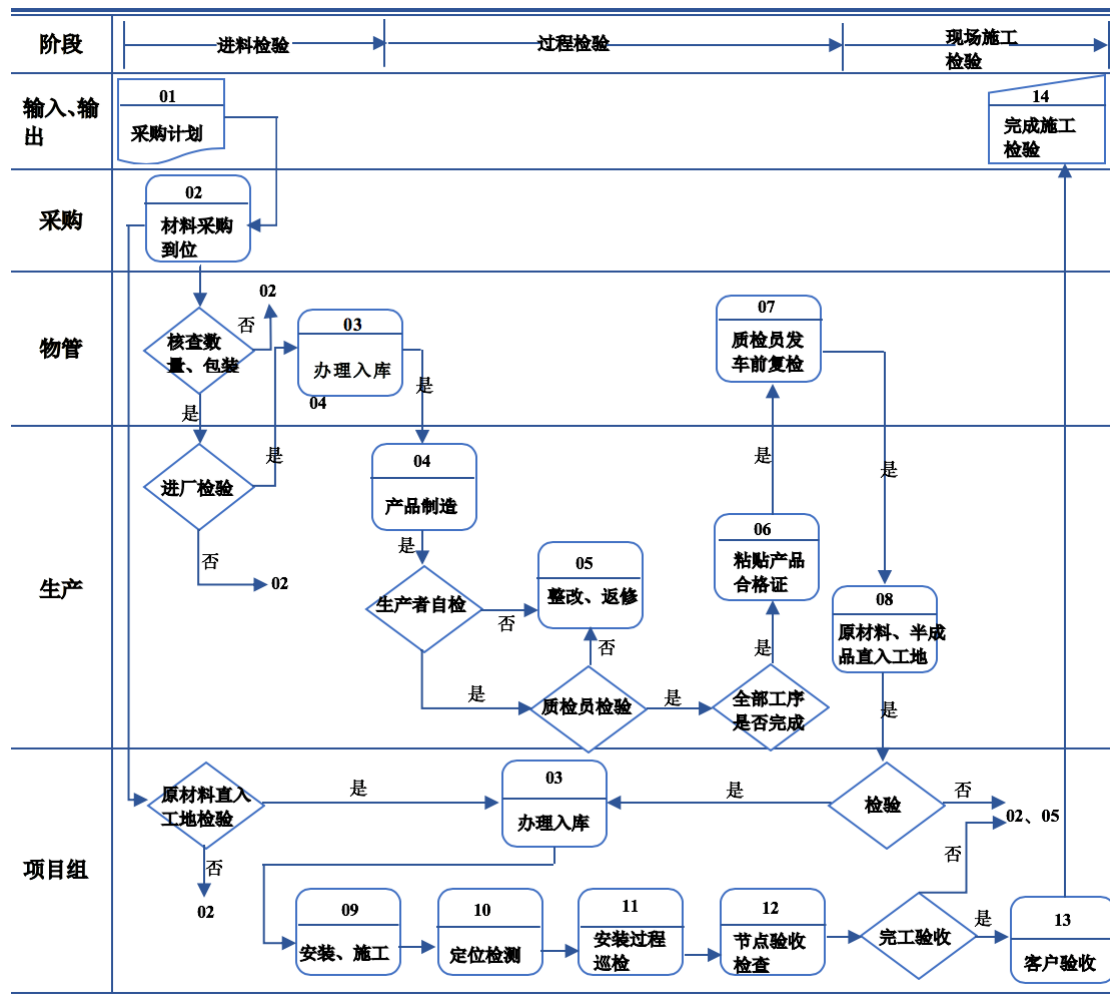 阶段
进料检验
过程检验
现场施工
检验
输入、输
出
01
采购计划
14
完成施工
检验
采购
02
材料采购
到位
物管
核查数
量、包装
否
02
是
03
办理入库
04
是
07
质检员发
车前复检
生产
进厂检验
是
否
02
04
产品制造
是
生产者自检
否
是
05
整改、返修
否
质检员检验
是
全部工序
是否完成
是
06
粘贴产品
合格证
是
是
08
原材料、半成
品直入工地
是
项目组
原材料直入
工地检验
是
否
02
03
办理入库
是
检验
否
02、05
09
安装、施工
10
定位检测
11
安装过程
巡检
12
节点验收
检查
完工验收
否
是
13
客户验收